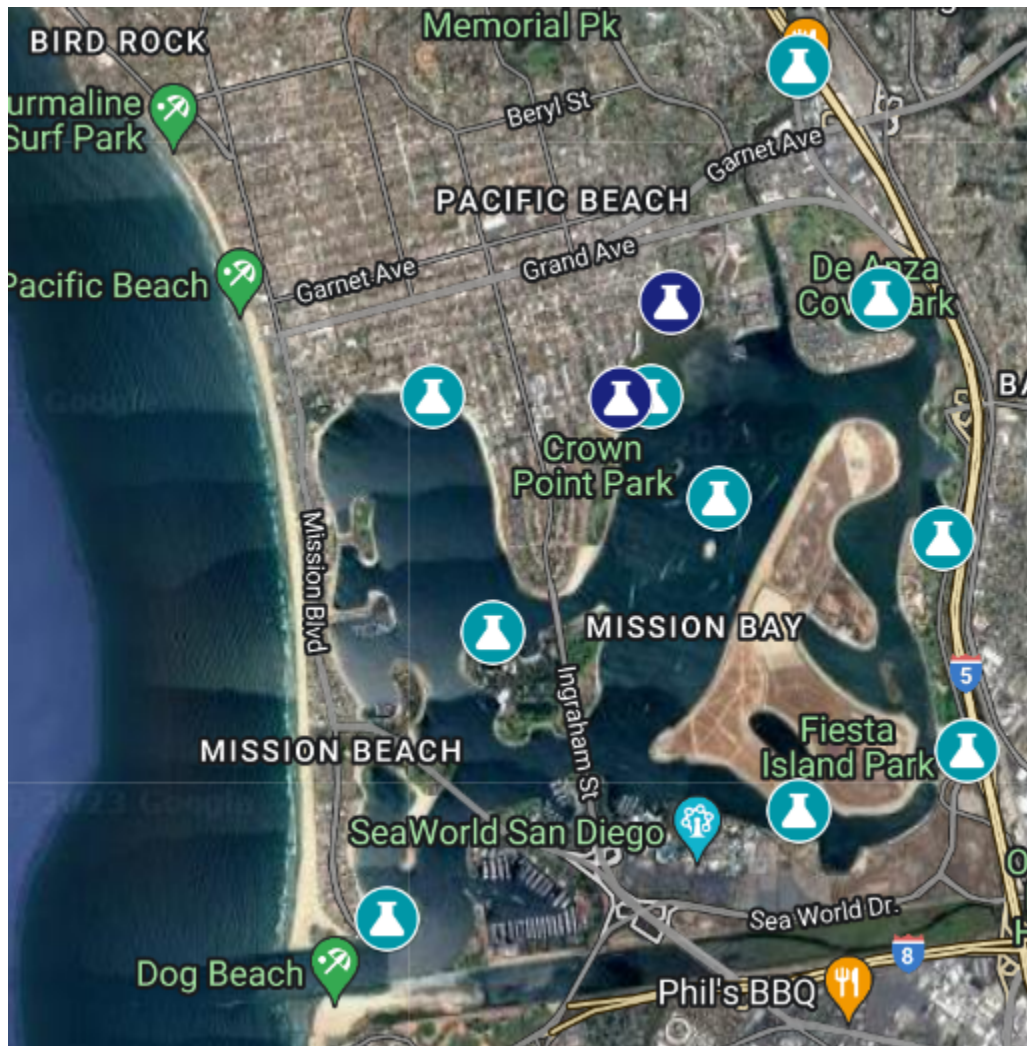 Memorial Pk
BIRD ROCK
urmaline
Surf Park
Beryl St
Garnet Ave
PACIFIC BEACH
Pacific Beach
Garnet Ave
Grand Ave
De Anza
Cove Park
BA
Crown
Point Park
Mission Blvd
MISSION BAY
Ingraham St
5
MISSION BEACH
Fiesta
Island Park
SeaWorld San Diego
O
Sea World Dr.
H
8
Dog Beach
Phil's BBQ